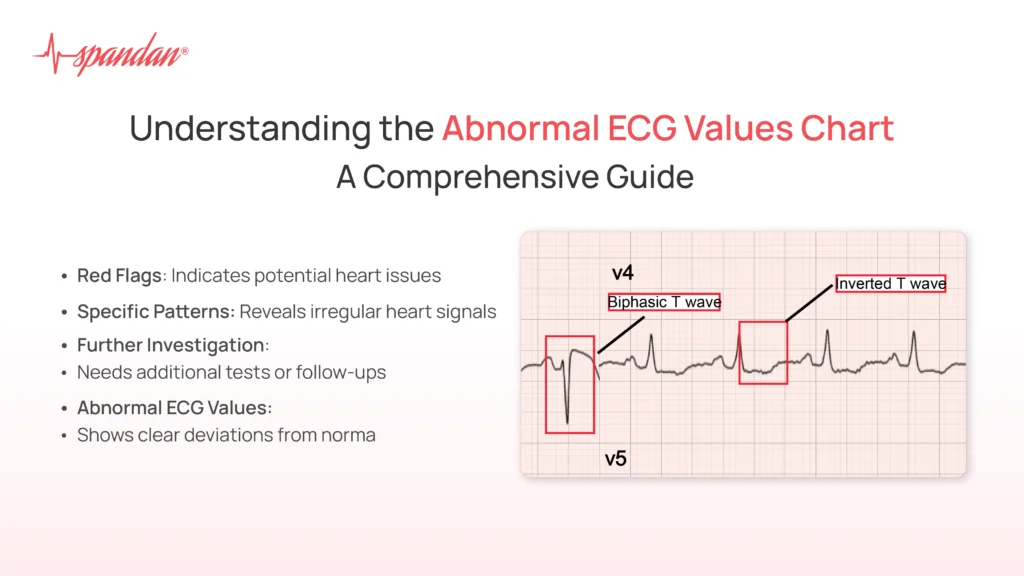 spandan®
Understanding the Abnormal ECG Values Chart
A Comprehensive Guide
• Red Flags: Indicates potential heart issues
• Specific Patterns: Reveals irregular heart signals
• Further Investigation:
• Needs additional tests or follow-ups
• Abnormal ECG Values:
• Shows clear deviations from norma
v4
Inverted T wave
Biphasic T wave
v5